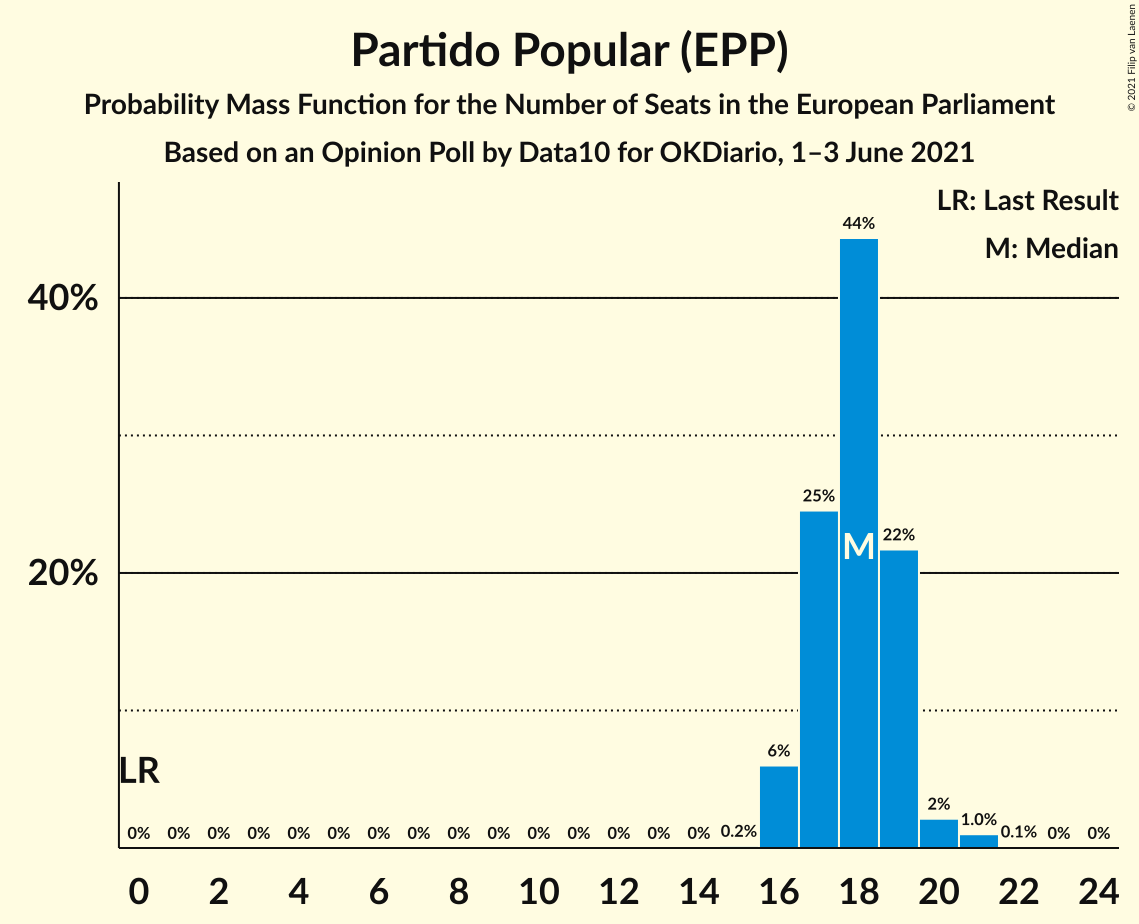 Partido Popular (EPP)
Probability Mass Function for the Number of Seats in the European Parliament
Based on an Opinion Poll by Data10 for OKDiario, 1–3 June 2021
© 2021 Filip van Laenen
LR: Last Result
M: Median
44%
40%
25%
M
22%
20%
6%
LR
2%
1.0%
0% 0% 0% 0% 0% 0% 0% 0% 0% 0% 0% 0% 0% 0% 0% 0.2% 0.1% 0% 0%
0 2 4 6 8 10 12 14 16 18 20 22 24